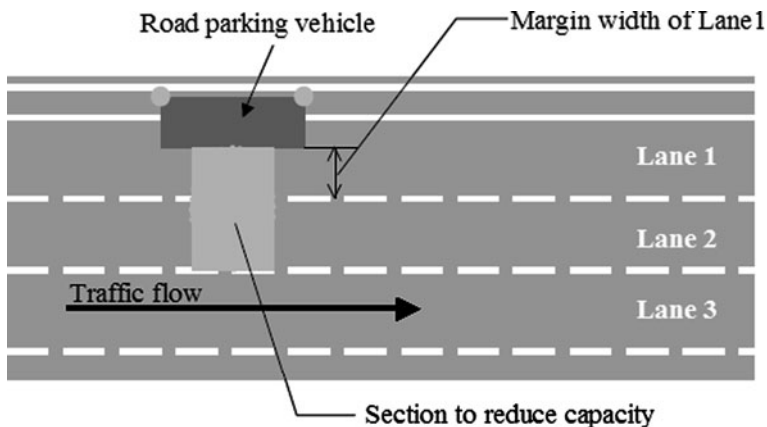 Road parking vehicle
Margin width of Lane1
Lane 1
Lane 2
Traffic flow
Lane 3
Section to reduce capacity